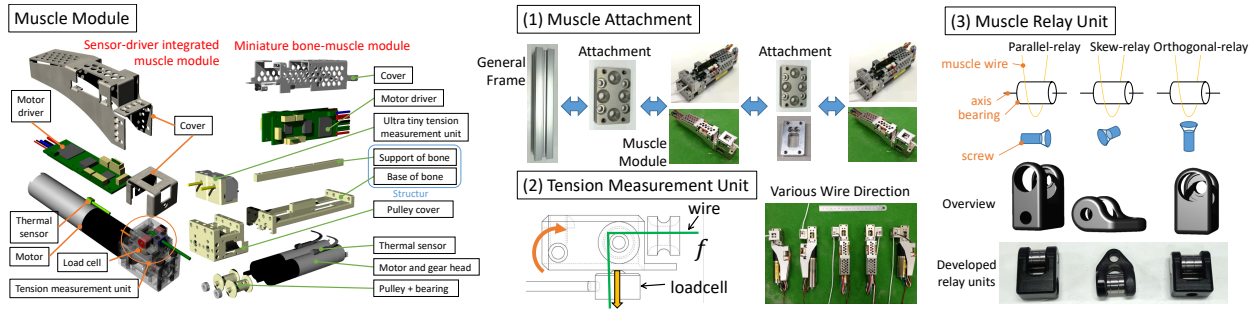 Muscle Module
Sensor-driver integrated
muscle module
Motor
driver
Cover
Thermal
sensor
Motor
Load cell
Tension measurement unit
Miniature bone-muscle module
Cover
Motor driver
Ultra tiny tension
measurement unit
Support of bone
Base of bone
Structur
Pulley cover
Thermal sensor
Motor and gear head
Pulley + bearing
(1) Muscle Attachment
General
Frame
Attachment
Muscle
Module
Attachment
(2) Tension Measurement Unit
wire
f
loadcell
Various Wire Direction
(3) Muscle Relay Unit
Parallel-relay
Skew-relay
Orthogonal-relay
muscle wire
axis
bearing
screw
Overview
Developed
relay units